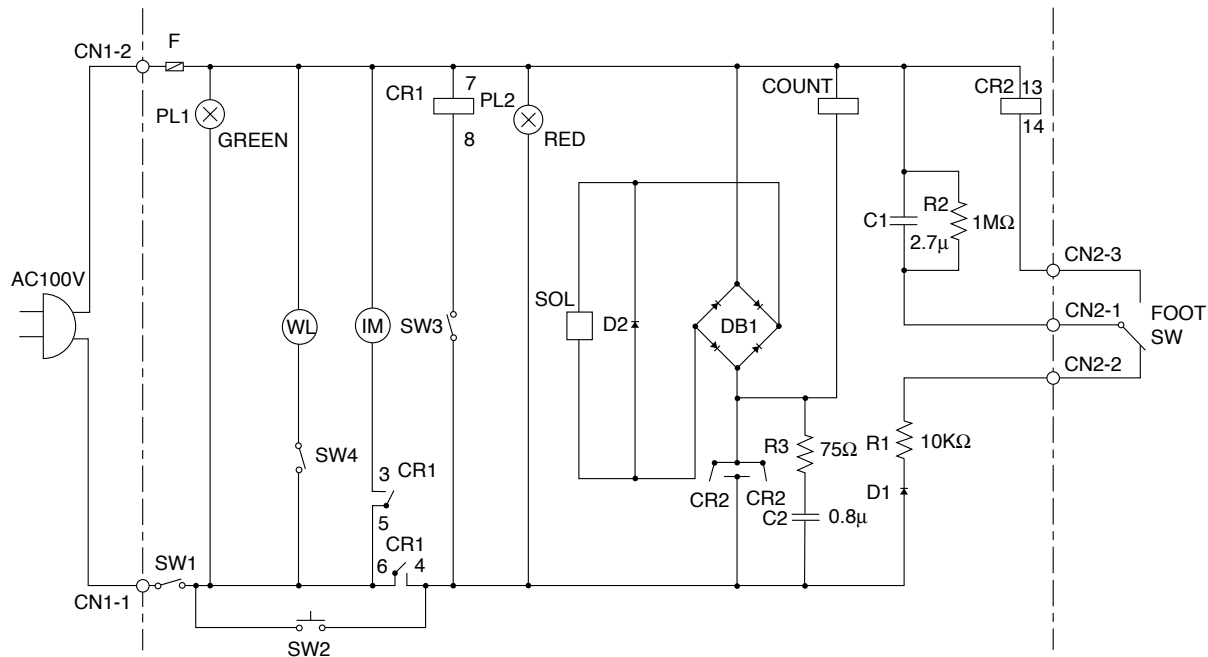 CN1-2
F
PL1
GREEN
CR1
7
8
PL2
RED
COUNT
CR2
13
14
C1
2.7μ
R2
1MΩ
CN2-3
CN2-1
CN2-2
FOOT
SW
AC100V
WL
IM
SW3
SOL
D2
DB1
SW4
3
CR1
5
CR2
CR2
R3
75Ω
C2
0.8μ
R1
10KΩ
D1
CR1
6
4
SW1
CN1-1
SW2